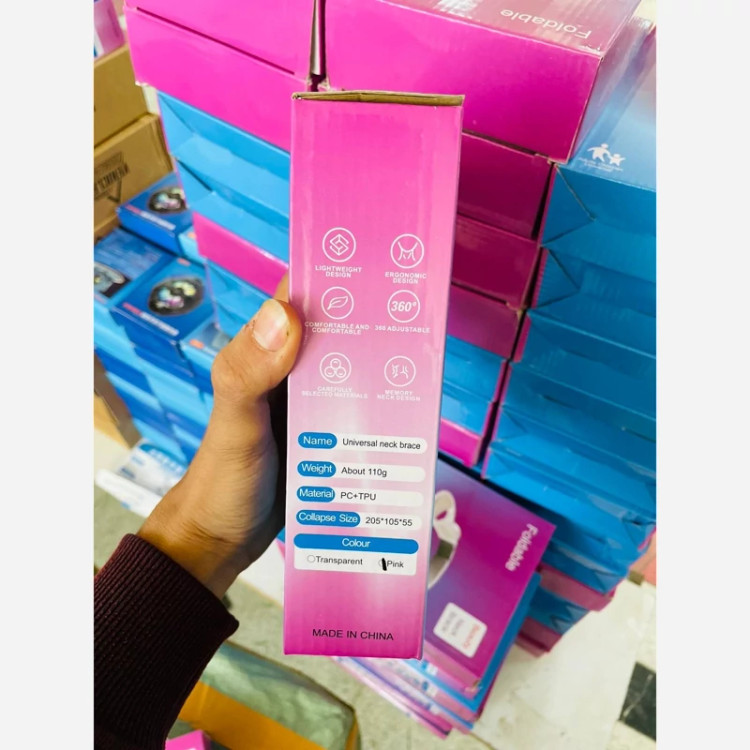 Foldable
LIGHTWEIGHT
DESIGN
ERGONOMIC
DESIGN
COMFORTABLE AND
COMFORTABLE
360°
360 ADJUSTABLE
CAREFULLY
SELECTED MATERIALS
MEMORY
NECK DESIGN
Name Universal neck brace
Weight About 110g
Material PC+TPU
Collapse Size 205*105*55
Colour
Transparent Pink
MADE IN CHINA
Foldable